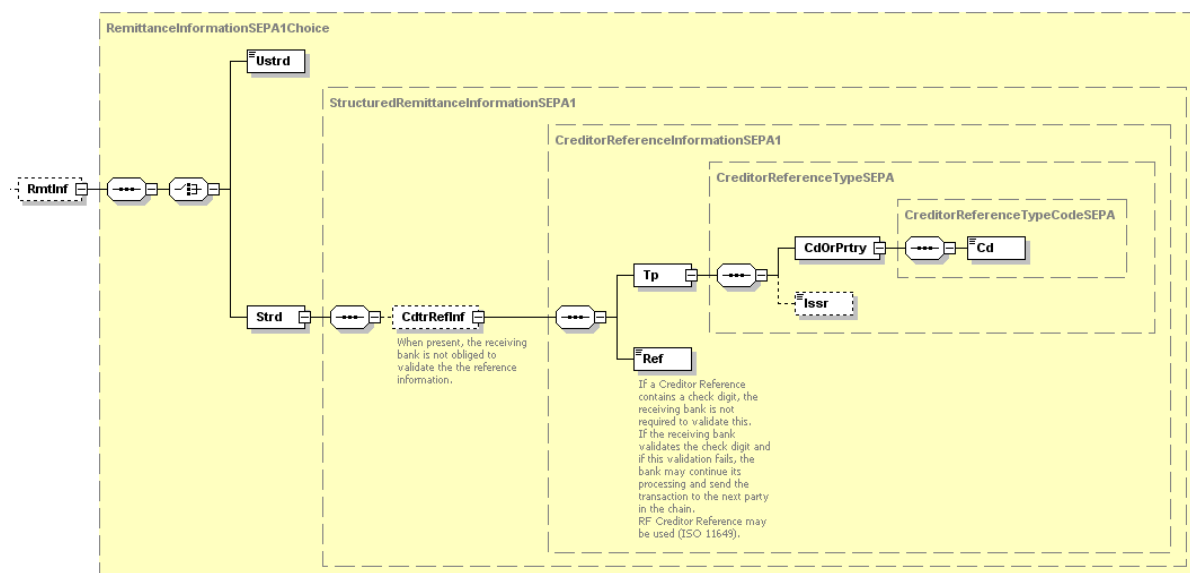 RemittanceInformationSEPA1Choice
Ustrd
StructuredRemittanceInformationSEPA1
CreditorReferenceInformationSEPA1
CreditorReferenceTypeSEPA
RmtInf
CreditorReferenceTypeCodeSEPA
CdOrPrtry
Cd
Tp
Issr
Strd
CdtrRefInf
When present, the receiving
bank is not obliged to
validate the the reference
information.
Ref
If a Creditor Reference
contains a check digit, the
receiving bank is not
required to validate this.
If the receiving bank
validates the check digit and
if this validation fails, the
bank may continue its
processing and send the
transaction to the next party
in the chain.
RF Creditor Reference may
be used (ISO 11649).